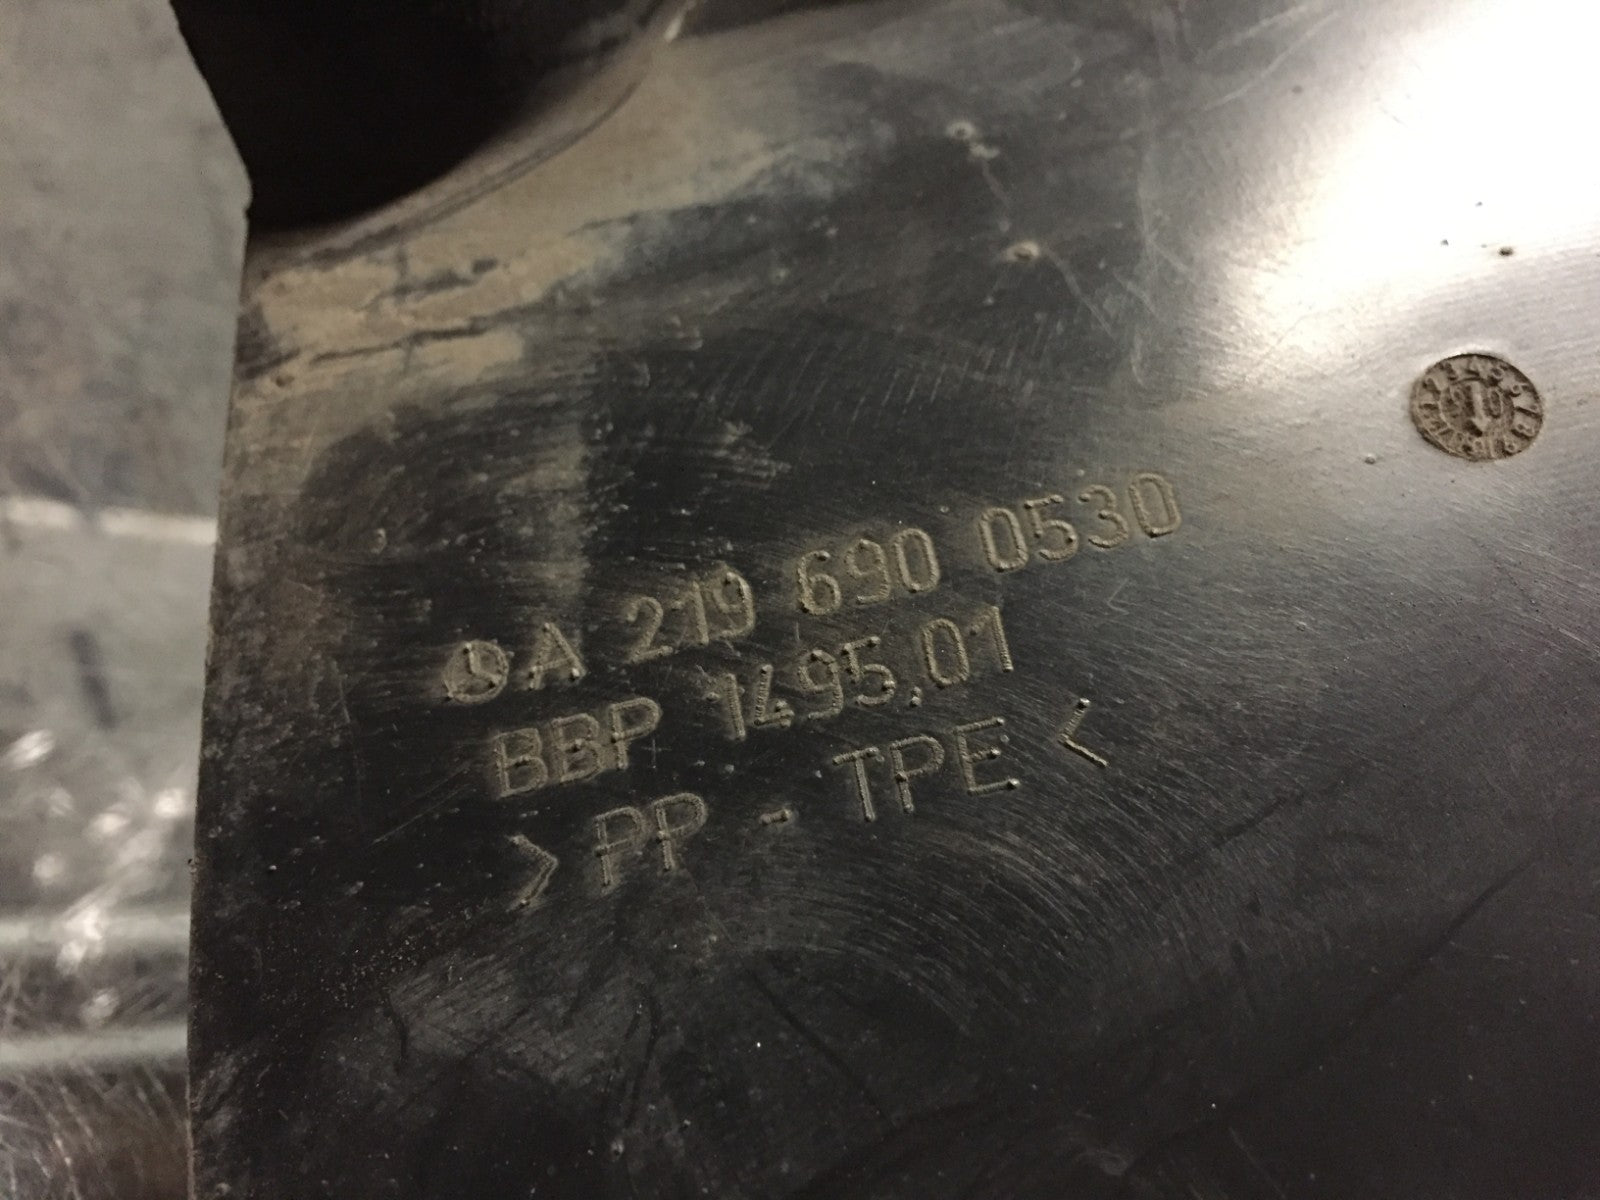 A 219 690 0530
BBP 1495.01
>PP - TPE<